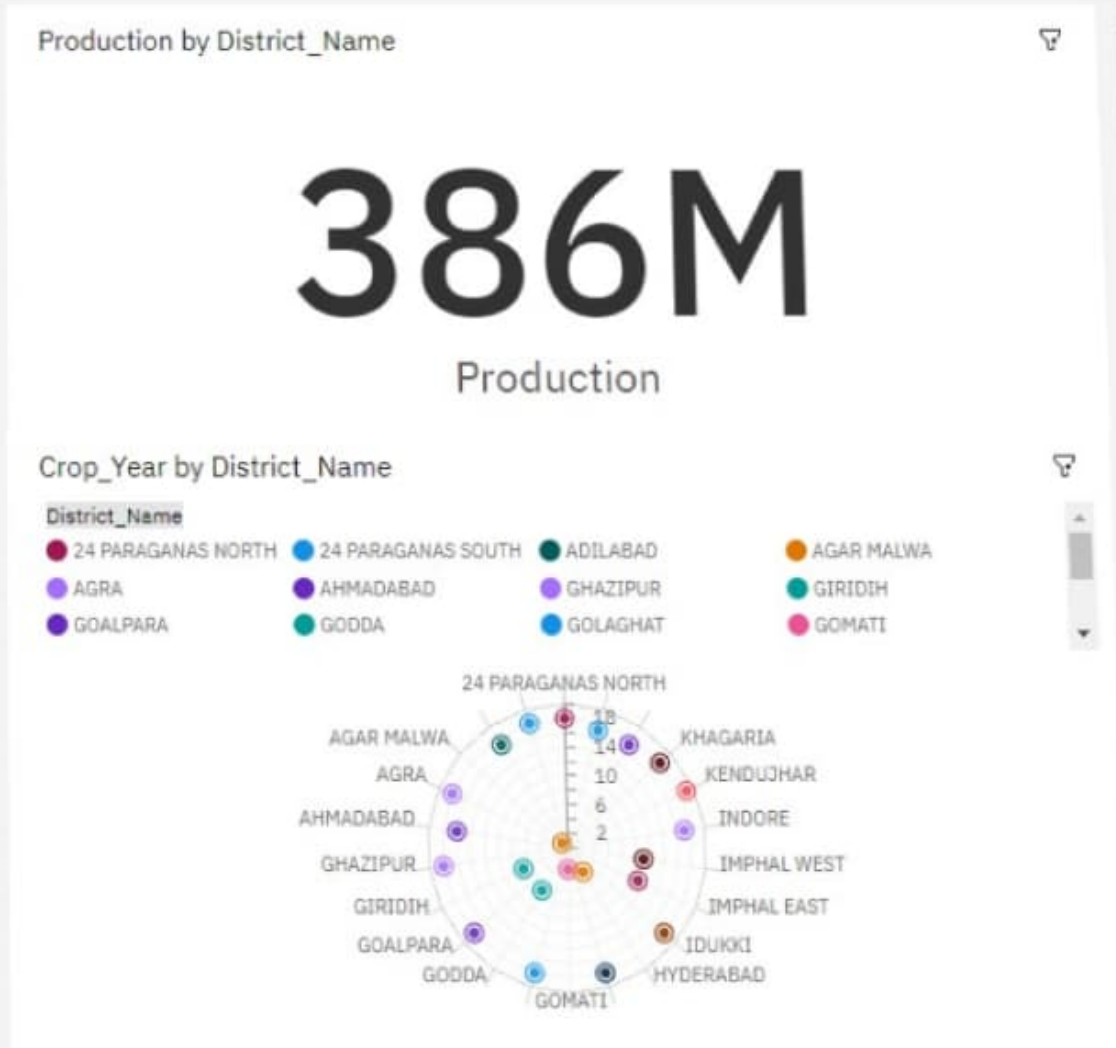 Production by District_Name
386M
Production
Crop_Year by District_Name
District_Name
24 PARAGANAS NORTH 24 PARAGANAS SOUTH ADILABAD AGAR MALWA
AGRA AHMADABAD GHAZIPUR GIRIDIH
GOALPARA GODDA GOLAGHAT GOMATI
24 PARAGANAS NORTH
18
AGAR MALWA 14 KHAGARIA
AGRA 10 KENDUJHAR
6
AHMADABAD 2 INDORE
GHAZIPUR IMPHAL WEST
GIRIDIH IMPHAL EAST
GOALPARA IDUKKI
GODDA HYDERABAD
GOMATI